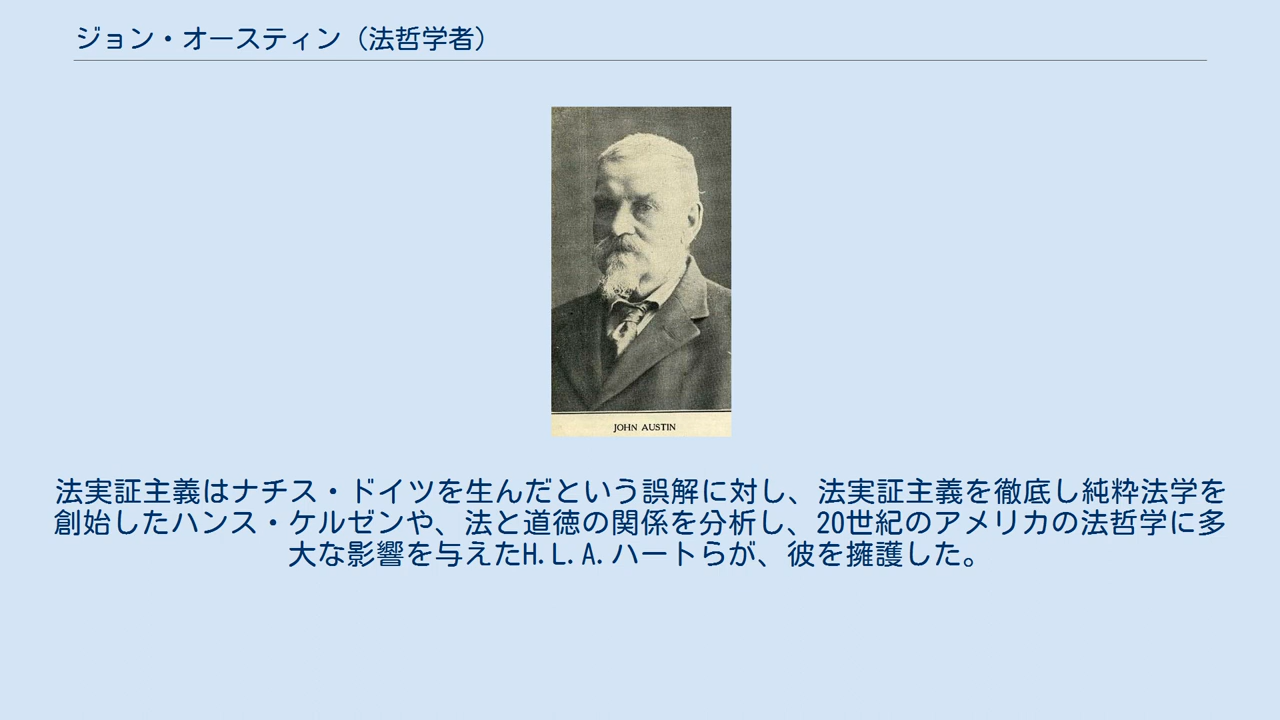 ジョン・オースティン（法哲学者）
JOHN AUSTIN
法実証主義はナチス・ドイツを生んだという誤解に対し、法実証主義を徹底し純粋法学を
創始したハンス・ケルゼンや、法と道徳の関係を分析し、20世紀のアメリカの法哲学に多
大な影響を与えたH.L.A.ハートらが、彼を擁護した。